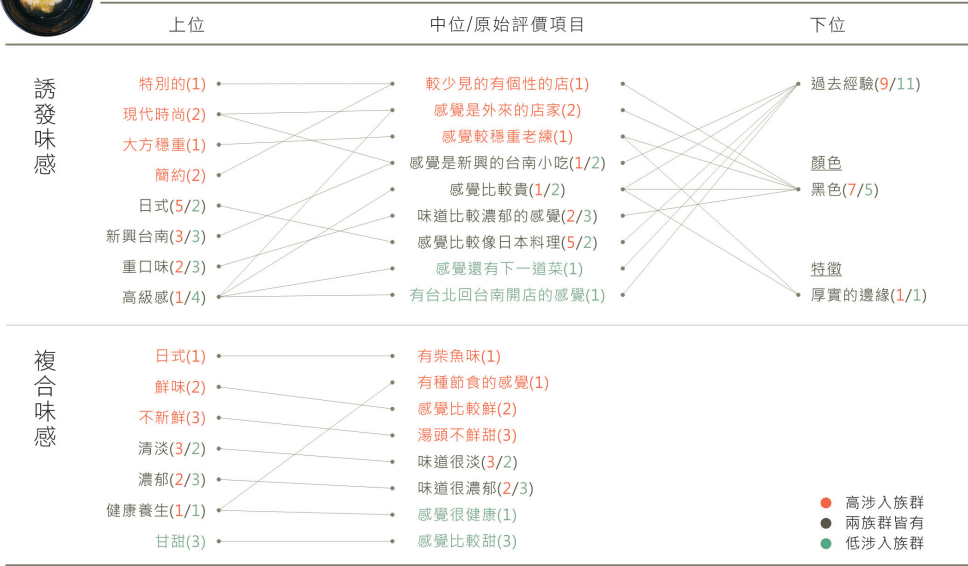 上位 中位/原始評價項目 下位
誘發味感
特別的(1) 較少見的有個性的店(1) 過去經驗(9/11)
現代時尚(2) 感覺是外來的店家(2)
大方穩重(1) 感覺較穩重老練(1)
簡約(2) 感覺是新興的台南小吃(1/2) 顏色
日式(5/2) 感覺比較貴(1/2) 黑色(7/5)
新興台南(3/3) 味道比較濃郁的感覺(2/3)
重口味(2/3) 感覺比較像日本料理(5/2)
高級感(1/4) 感覺還有下一道菜(1) 特徵
有台北回台南開店的感覺(1) 厚實的邊緣(1/1)
複合味感
日式(1) 有柴魚味(1)
鮮味(2) 有種節食的感覺(1)
不新鮮(3) 感覺比較鮮(2)
清淡(3/2) 湯頭不鮮甜(3)
濃郁(2/3) 味道很淡(3/2)
健康養生(1/1) 味道很濃郁(2/3)
甘甜(3) 感覺很健康(1)
感覺比較甜(3)
高涉入族群
兩族群皆有
低涉入族群